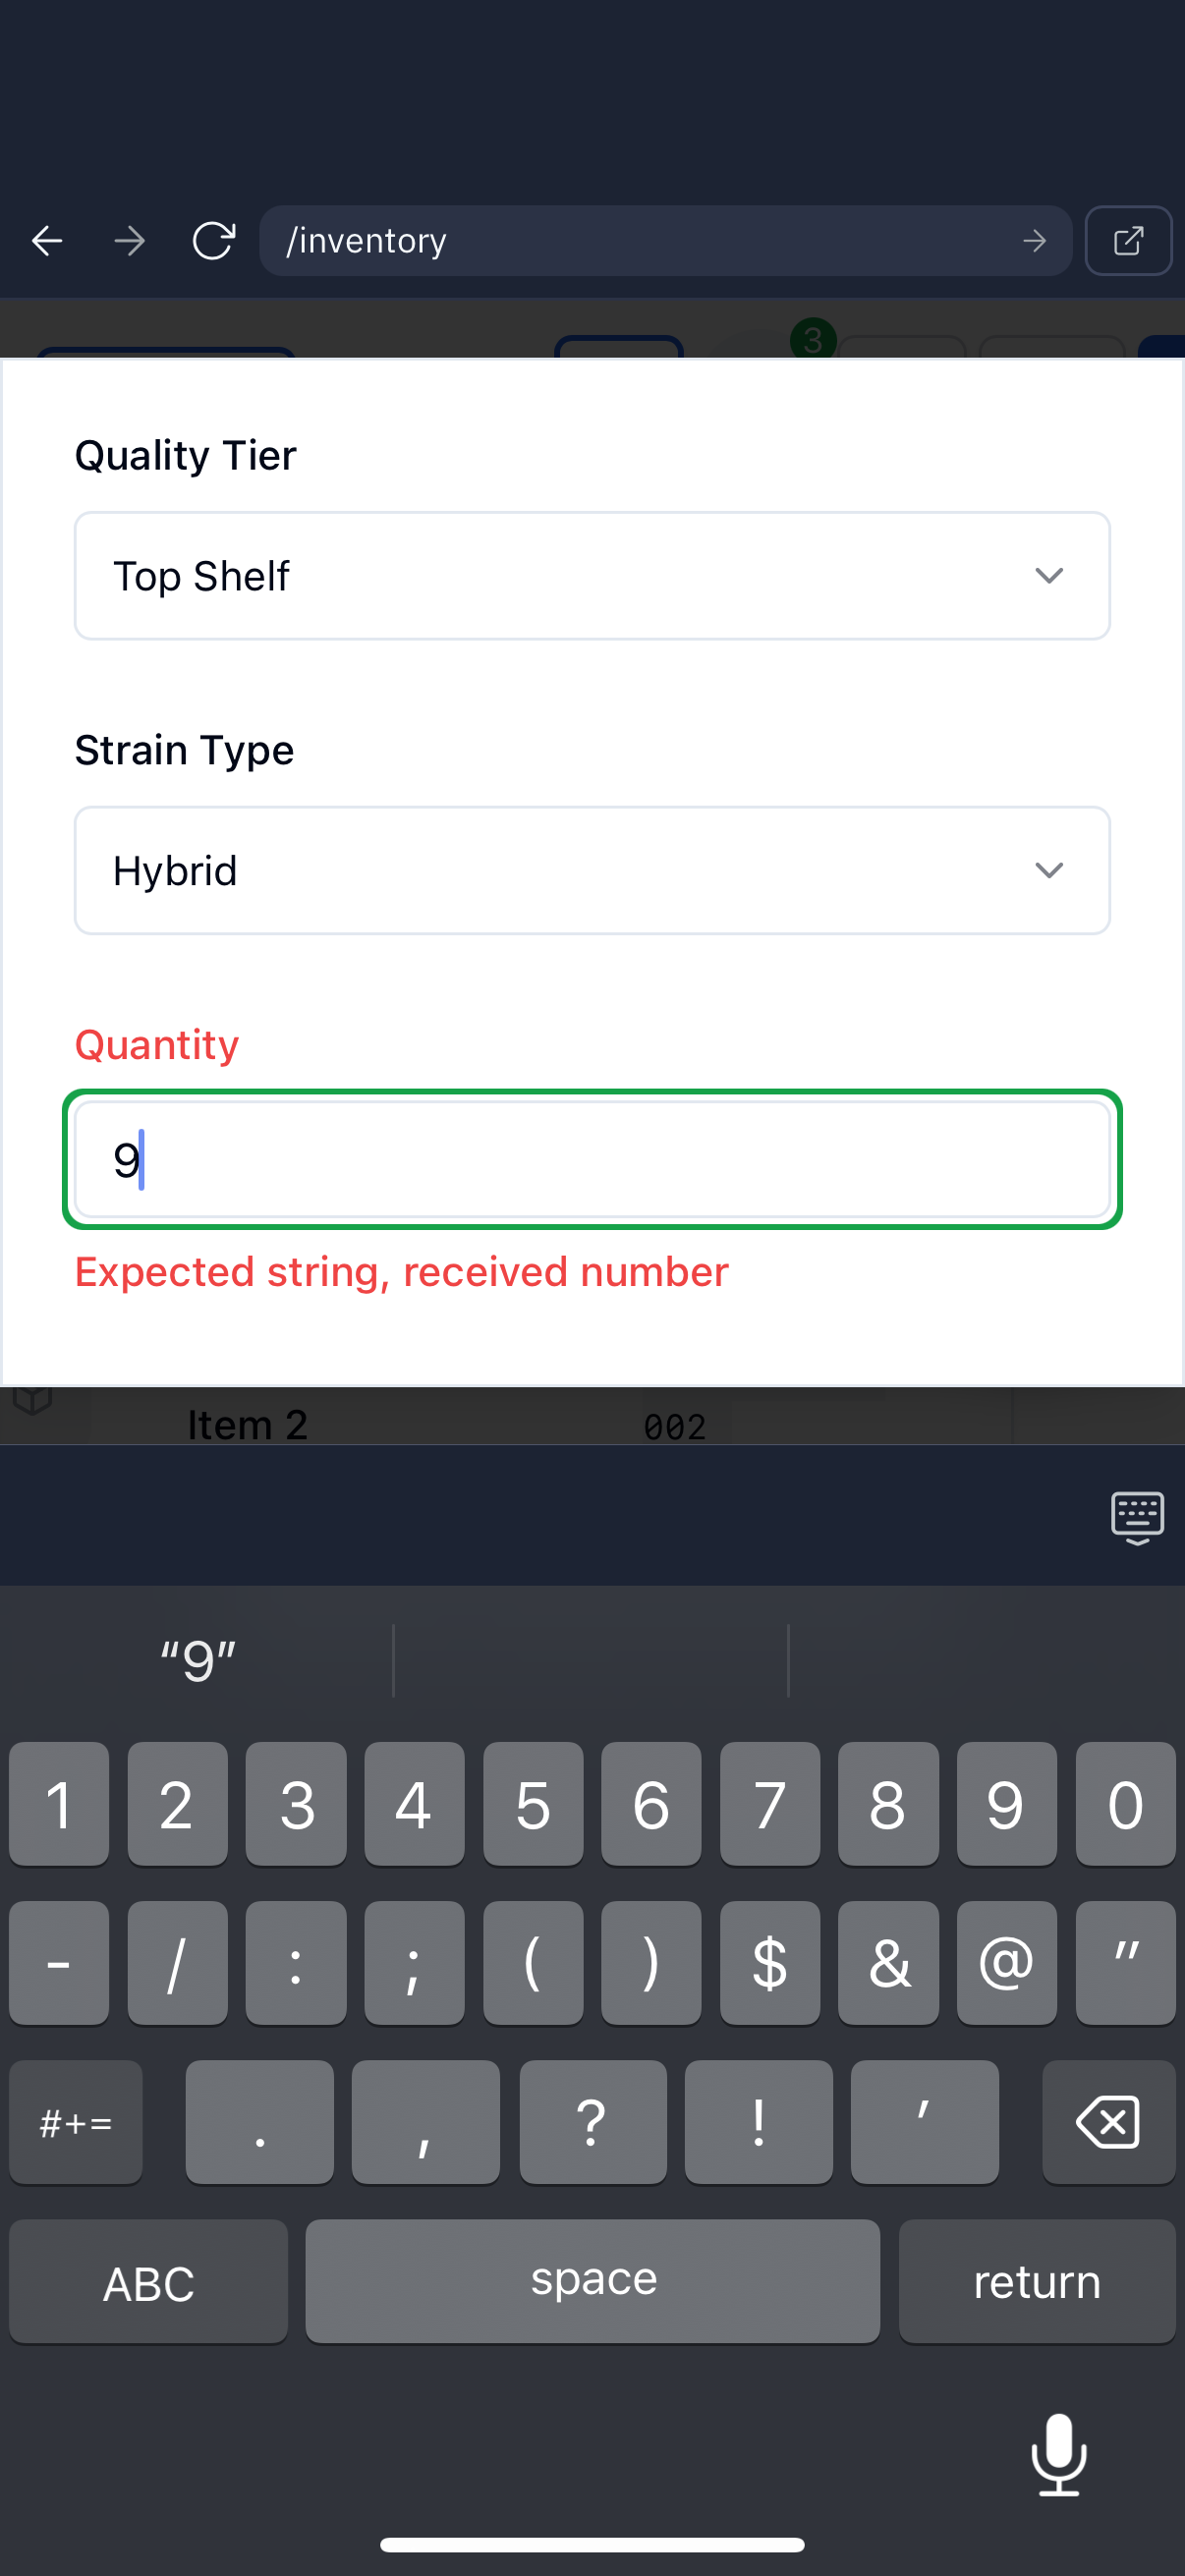 /inventory
3
Quality Tier
Top Shelf
Strain Type
Hybrid
Quantity
9
Expected string, received number
Item 2 002
“9”
1 2 3 4 5 6 7 8 9 0
- / : ; ( ) $ & @ "
#+= . , ? ! '
ABC space return